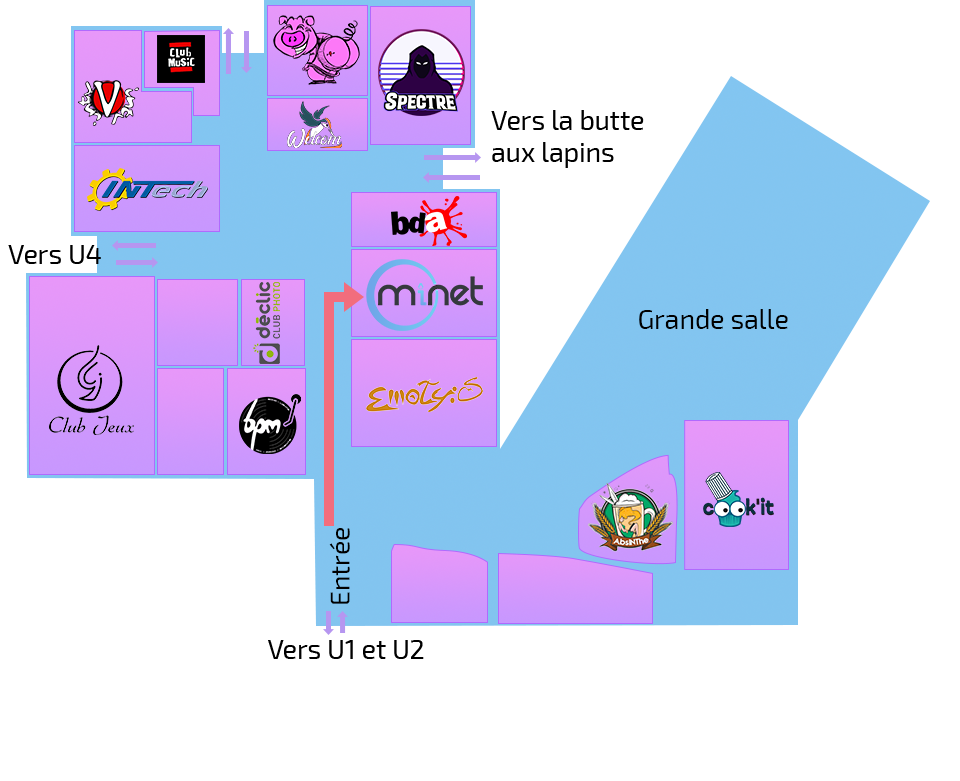 CLUB
MUSiC
V
SPECTRE
Vers la butte
aux lapins
INTech
bda
Vers U4
minet
déclic
CLUB PHOTO
Grande salle
Emoty:S
Club Jeux
bpm
cook'it
AbsINThe
Entrée
Vers U1 et U2